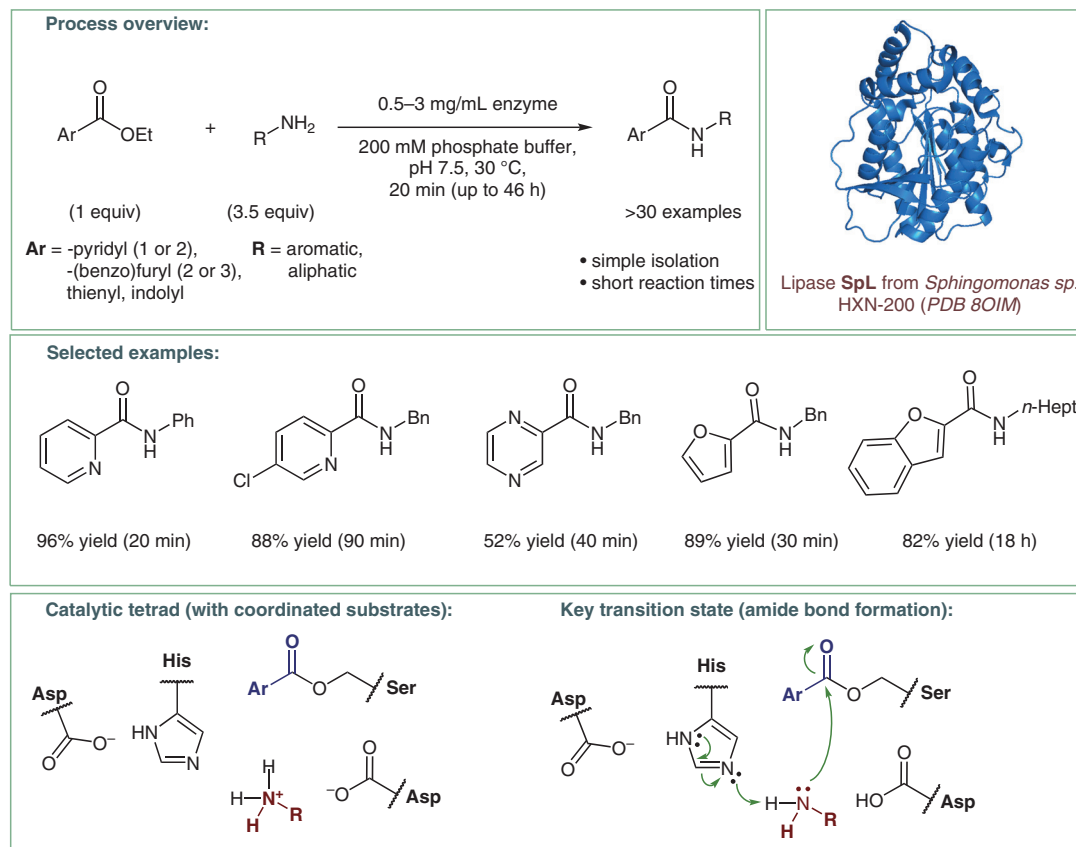 Process overview:
O
Ar
OEt
+
R
NH2
0.5–3 mg/mL enzyme
200 mM phosphate buffer,
pH 7.5, 30 °C,
20 min (up to 46 h)
O
Ar
N
H
R
(1 equiv)
(3.5 equiv)
>30 examples
Ar = -pyridyl (1 or 2),
-(benzo)furyl (2 or 3),
thienyl, indolyl
R = aromatic,
aliphatic
• simple isolation
• short reaction times
Lipase SpL from Sphingomonas sp.
HXN-200 (PDB 8OIM)
Selected examples:
O
N
H
Ph
N
O
N
H
Bn
N
Cl
O
N
H
Bn
N
N
O
N
H
Bn
O
O
N
H
n-Hept
O
96% yield (20 min)
88% yield (90 min)
52% yield (40 min)
89% yield (30 min)
82% yield (18 h)
Catalytic tetrad (with coordinated substrates):
Asp
O
O−
His
HN
N
O
Ar
O
Ser
H
H
N+
H
R
O
−O
Asp
Key transition state (amide bond formation):
Asp
O
O−
His
HN
N
O
Ar
O
Ser
H
N
H
R
O
HO
Asp